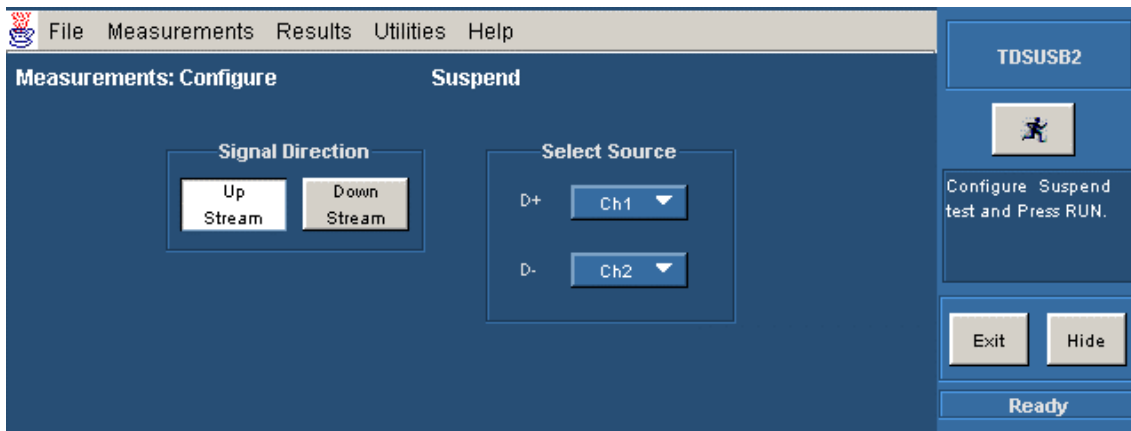 File Measurements Results Utilities Help
Measurements: Configure Suspend
Signal Direction
Up Stream
Down Stream
Select Source
D+ Ch1
D- Ch2
TDSUSB2
Configure Suspend
test and Press RUN.
Exit Hide
Ready